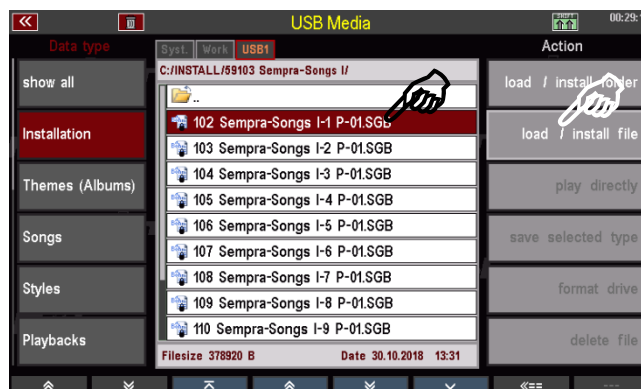 USB Media
SHIFT
00:29:
Data type
Syst. Work USB1
Action
C:/INSTALL/59103 Sempra-Songs I/
show all
..
load / install folder
102 Sempra-Songs I-1 P-01.SGB
Installation
103 Sempra-Songs I-2 P-01.SGB
load / install file
104 Sempra-Songs I-3 P-01.SGB
Themes (Albums)
105 Sempra-Songs I-4 P-01.SGB
play directly
106 Sempra-Songs I-5 P-01.SGB
Songs
107 Sempra-Songs I-6 P-01.SGB
save selected type
108 Sempra-Songs I-7 P-01.SGB
Styles
109 Sempra-Songs I-8 P-01.SGB
format drive
110 Sempra-Songs I-9 P-01.SGB
Playbacks
delete file
Filesize 378920 B Date 30.10.2018 13:31